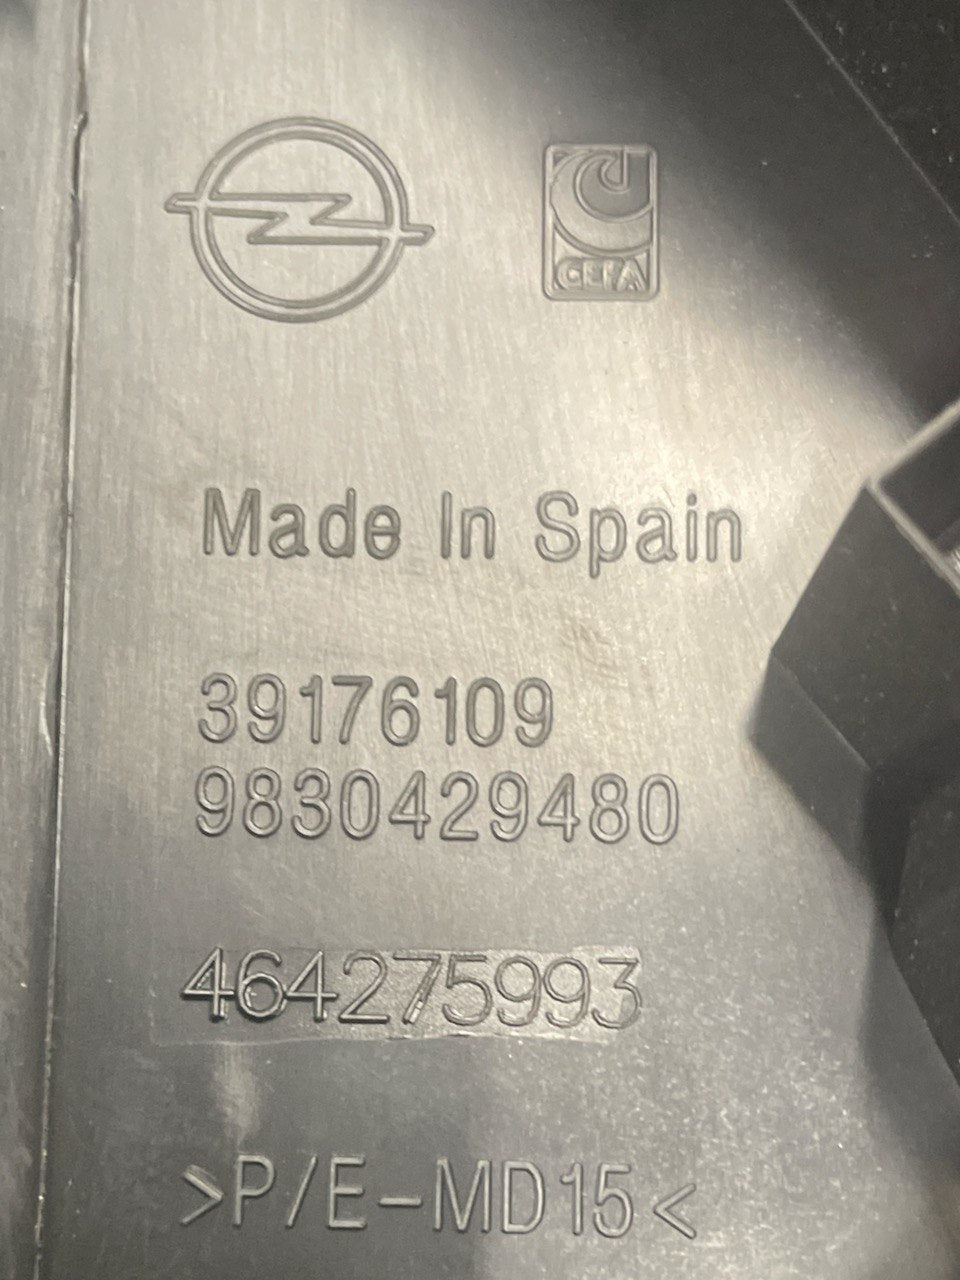 CEFA
Made In Spain
39176109
9830429480
464275993
>P/E-MD15<